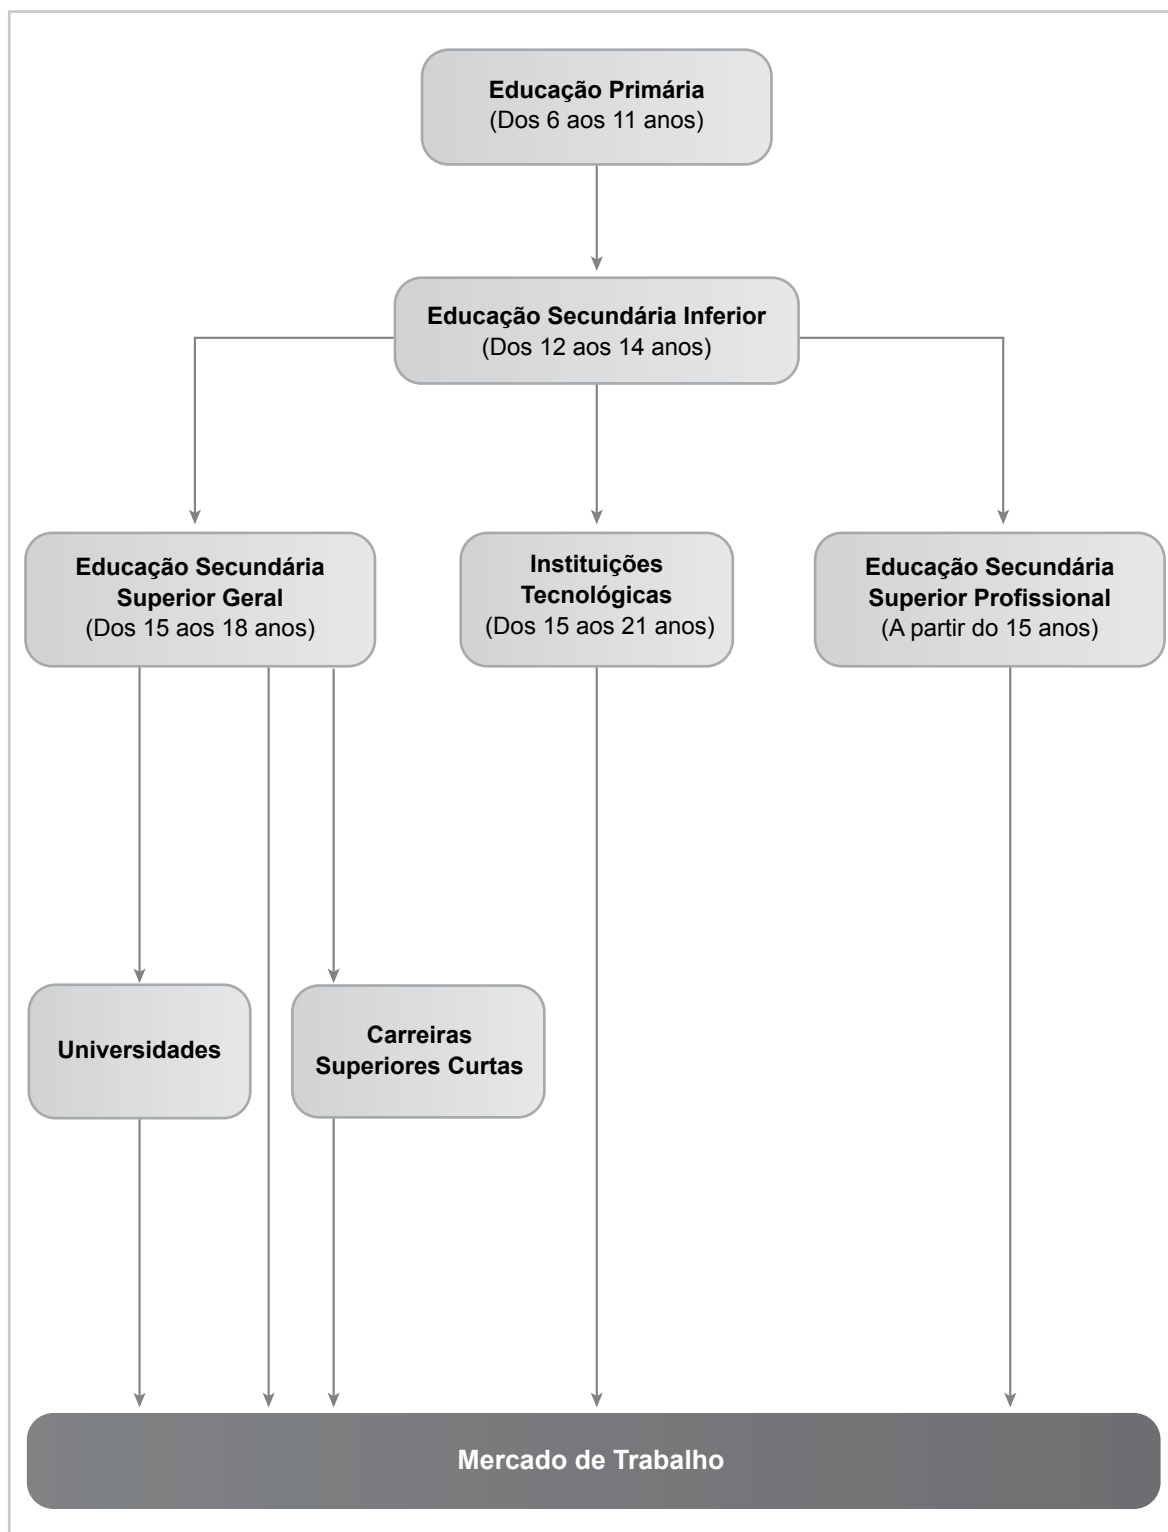 Educação Primária
(Dos 6 aos 11 anos)
Educação Secundária Inferior
(Dos 12 aos 14 anos)
Educação Secundária
Superior Geral
(Dos 15 aos 18 anos)
Instituições
Tecnológicas
(Dos 15 aos 21 anos)
Educação Secundária
Superior Profissional
(A partir do 15 anos)
Universidades
Carreiras
Superiores Curtas
Mercado de Trabalho